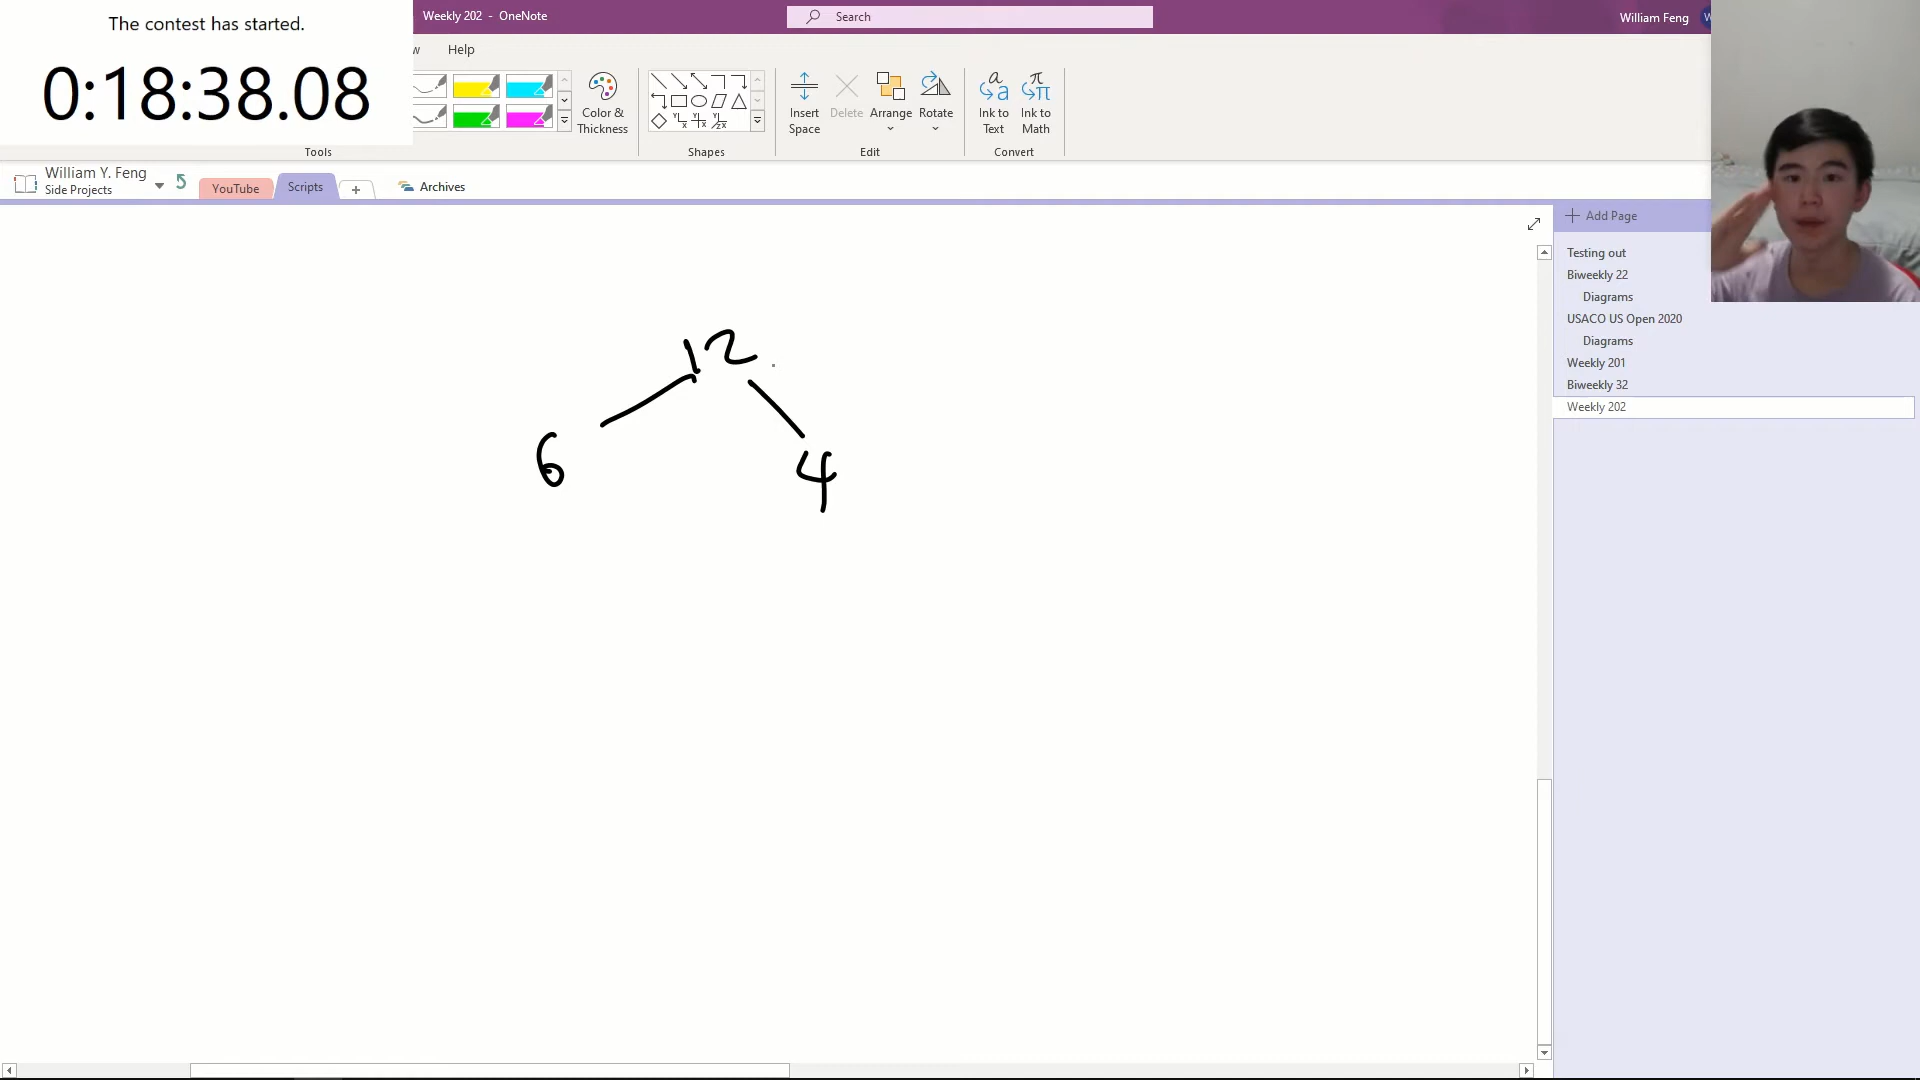 The contest has started.
0:18:38.08
Weekly 202 - OneNote
Search
William Feng
Help
Color &
Thickness
Insert
Space
Delete
Arrange
Rotate
Ink to
Text
Ink to
Math
Tools
Shapes
Edit
Convert
William Y. Feng
Side Projects
YouTube
Scripts
Archives
Add Page
Testing out
Biweekly 22
Diagrams
USACO US Open 2020
Diagrams
Weekly 201
Biweekly 32
Weekly 202
12
6
4